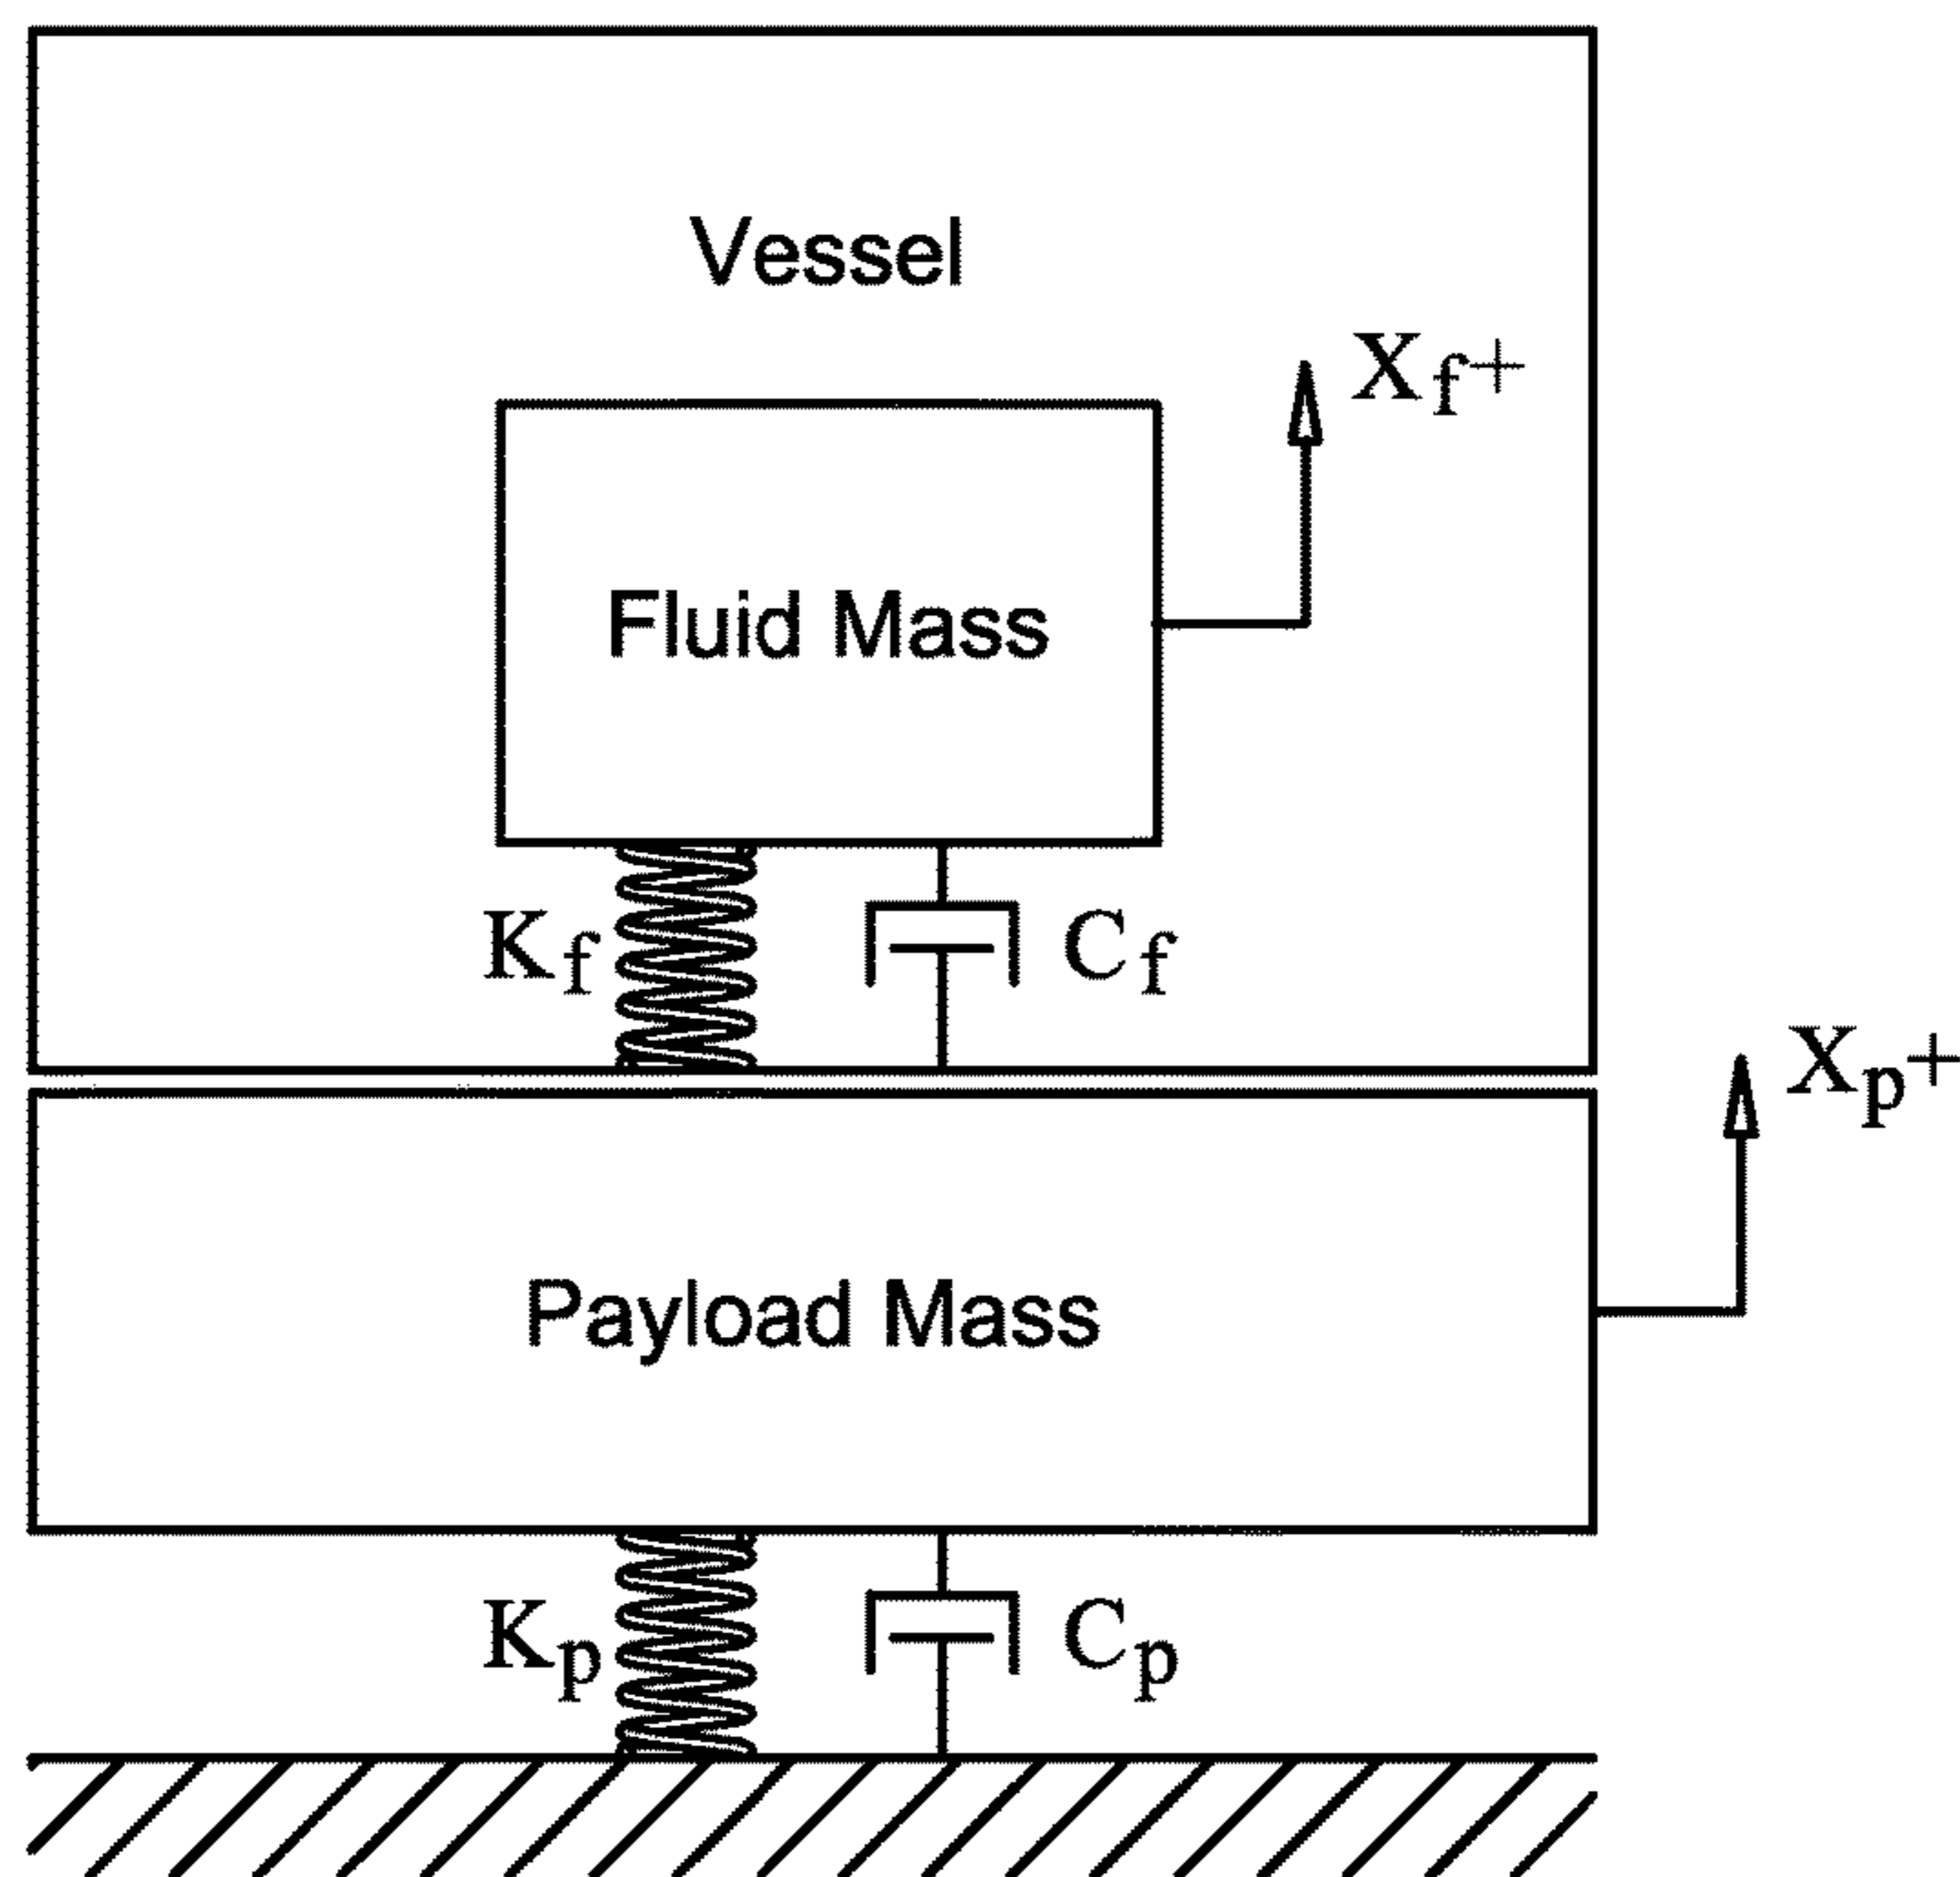 Vessel
Xf+
Fluid Mass
Kf
Cf
Xp+
Payload Mass
Kp
Cp